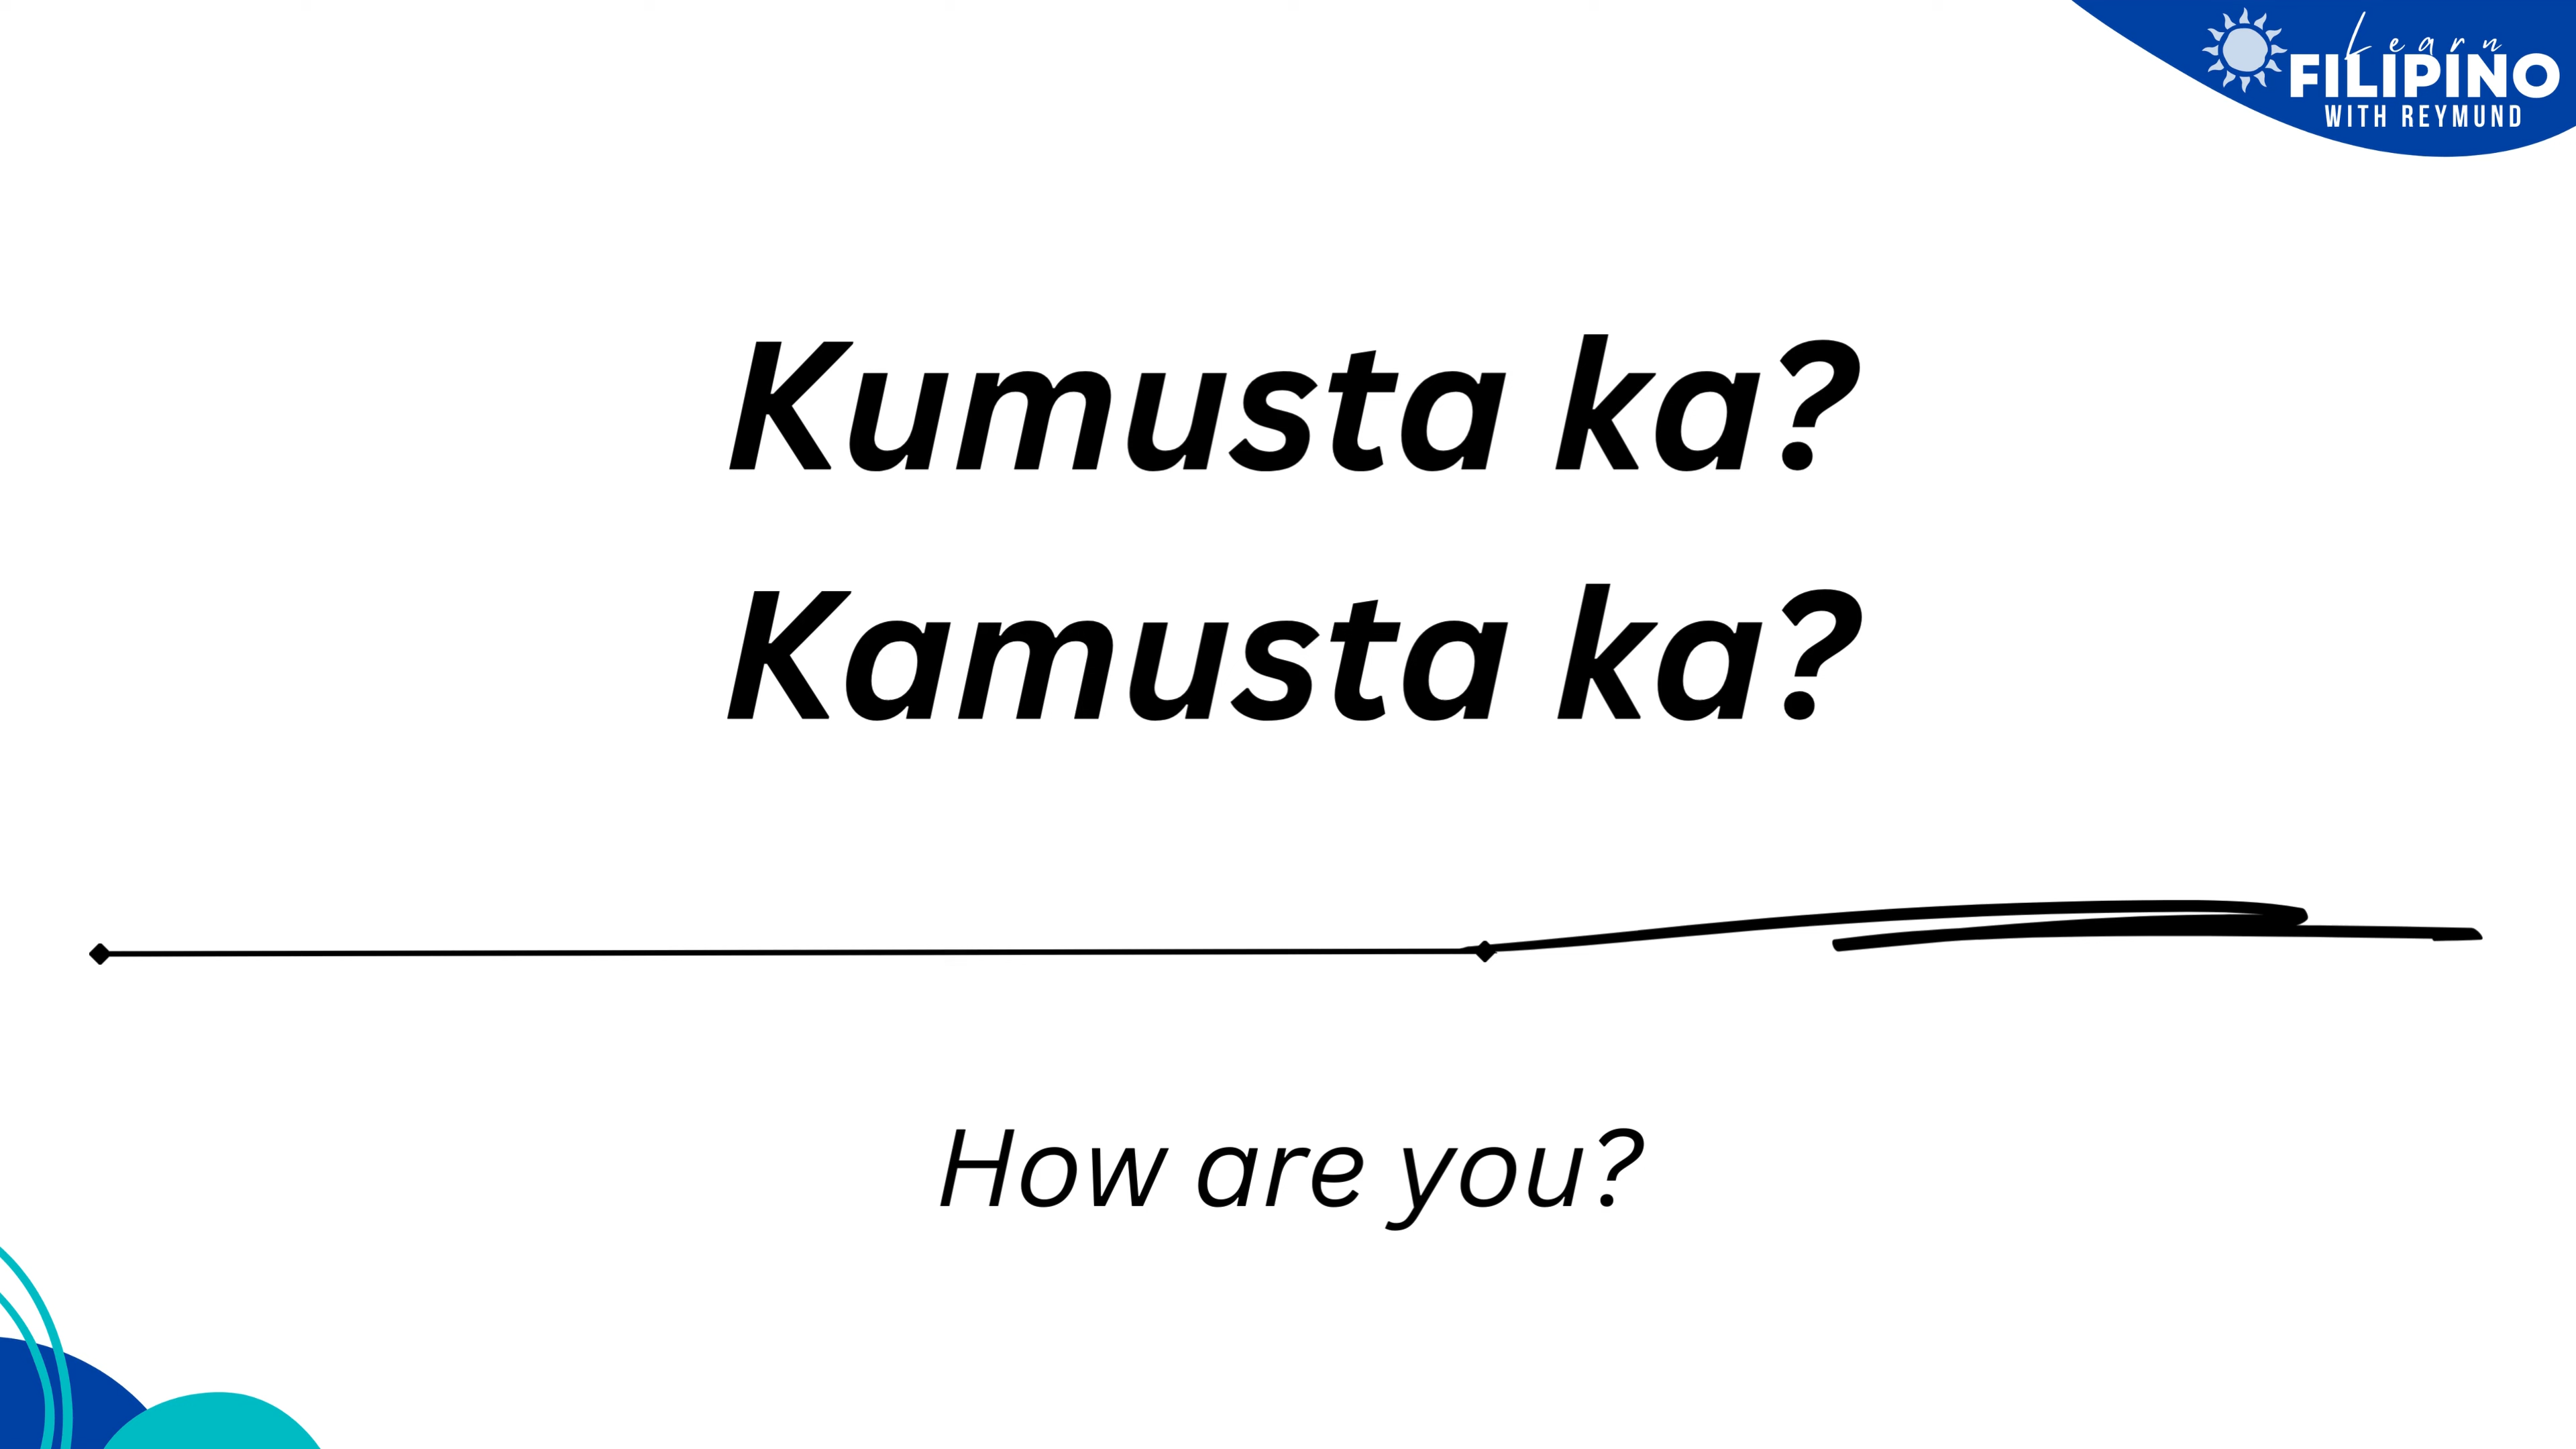 Learn
FILIPINO
WITH REYMUND
Kumusta ka?
Kamusta ka?
How are you?